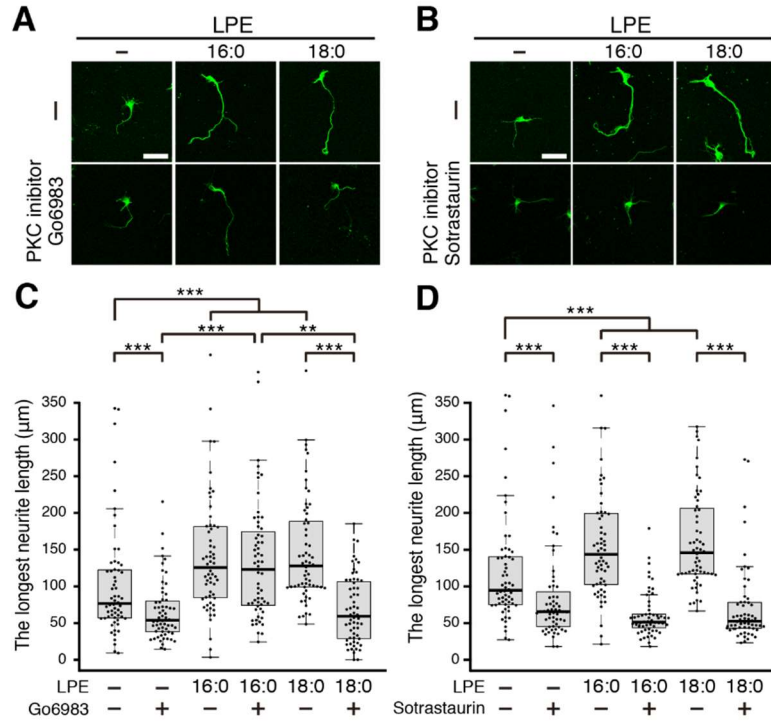 A
LPE
– 16:0 18:0
–
PKC inibitor
Go6983
B
LPE
– 16:0 18:0
–
PKC inibitor
Sotrastaurin
C
***
*** **
*** ***
The longest neurite length (μm)
350
300
250
200
150
100
50
0
LPE – – 16:0 16:0 18:0 18:0
Go6983 – + – + – +
D
***
*** *** ***
The longest neurite length (μm)
350
300
250
200
150
100
50
0
LPE – – 16:0 16:0 18:0 18:0
Sotrastaurin – + – + – +